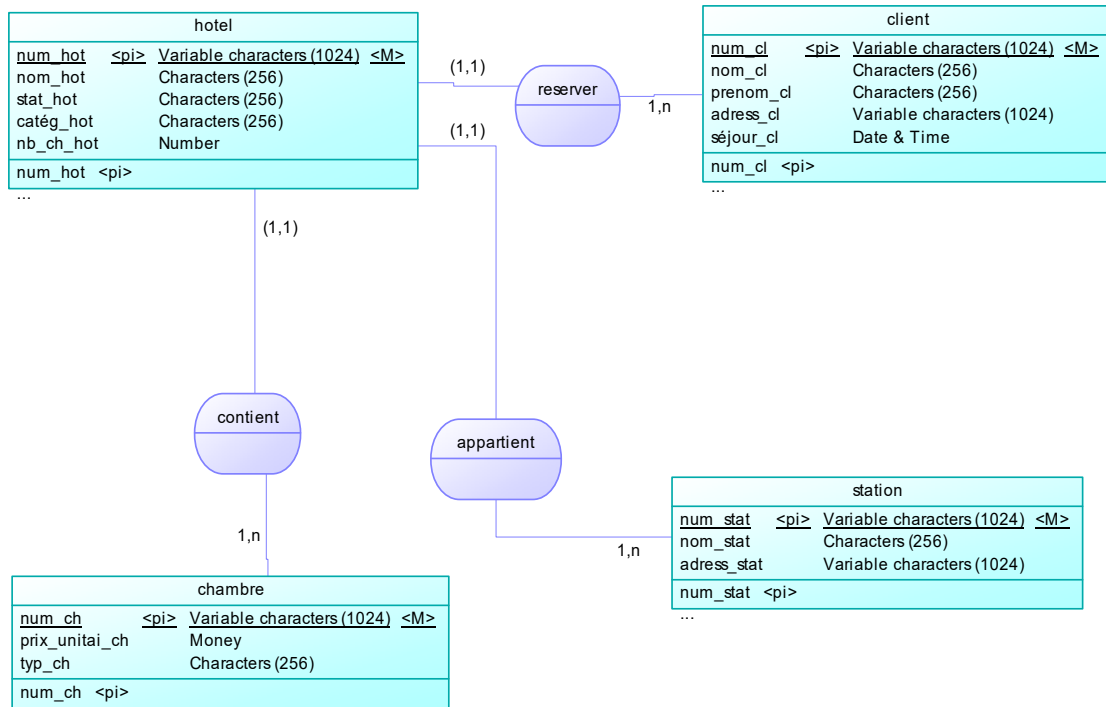 hotel
num_hot <pi> Variable characters (1024) <M>
nom_hot Characters (256)
stat_hot Characters (256)
catég_hot Characters (256)
nb_ch_hot Number
num_hot <pi>
...
client
num_cl <pi> Variable characters (1024) <M>
nom_cl Characters (256)
prenom_cl Characters (256)
adress_cl Variable characters (1024)
séjour_cl Date & Time
num_cl <pi>
...
(1,1)
reserver
1,n
(1,1)
(1,1)
contient
appartient
1,n
1,n
station
num_stat <pi> Variable characters (1024) <M>
nom_stat Characters (256)
adress_stat Variable characters (1024)
num_stat <pi>
...
chambre
num_ch <pi> Variable characters (1024) <M>
prix_unitai_ch Money
typ_ch Characters (256)
num_ch <pi>